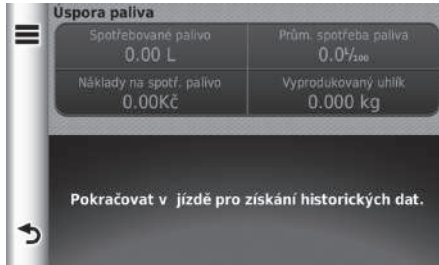 Úspora paliva
Spotřebované palivo
0.00 L
Prům. spotřeba paliva
0.0 L/100
Náklady na spotř. palivo
0.00Kč
Vyprodukovaný uhlík
0.000 kg
Pokračovat v jízdě pro získání historických dat.